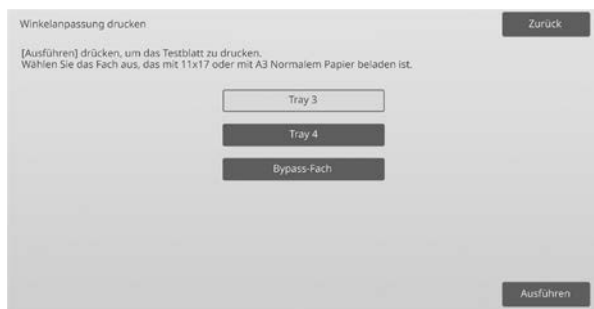 Winkelanpassung drucken
Zurück
[Ausführen] drücken, um das Testblatt zu drucken.
Wählen Sie das Fach aus, das mit 11x17 oder mit A3 Normalem Papier beladen ist.
Tray 3
Tray 4
Bypass-Fach
Ausführen